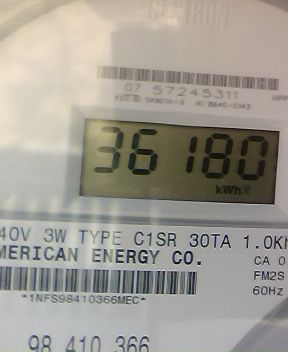 07 57245311
36180
kWh
40V 3W TYPE C1SR 30TA 1.0Kh
MERICAN ENERGY CO.
CA 0
FM2S
60Hz
*1NFS98410366MEC*
98 410 366